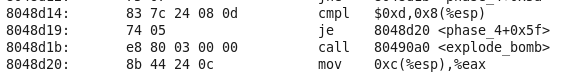 8048d14: 83 7c 24 08 0d cmpl $0xd,0x8(%esp)
8048d19: 74 05 je 8048d20 <phase_4+0x5f>
8048d1b: e8 80 03 00 00 call 80490a0 <explode_bomb>
8048d20: 8b 44 24 0c mov 0xc(%esp),%eax